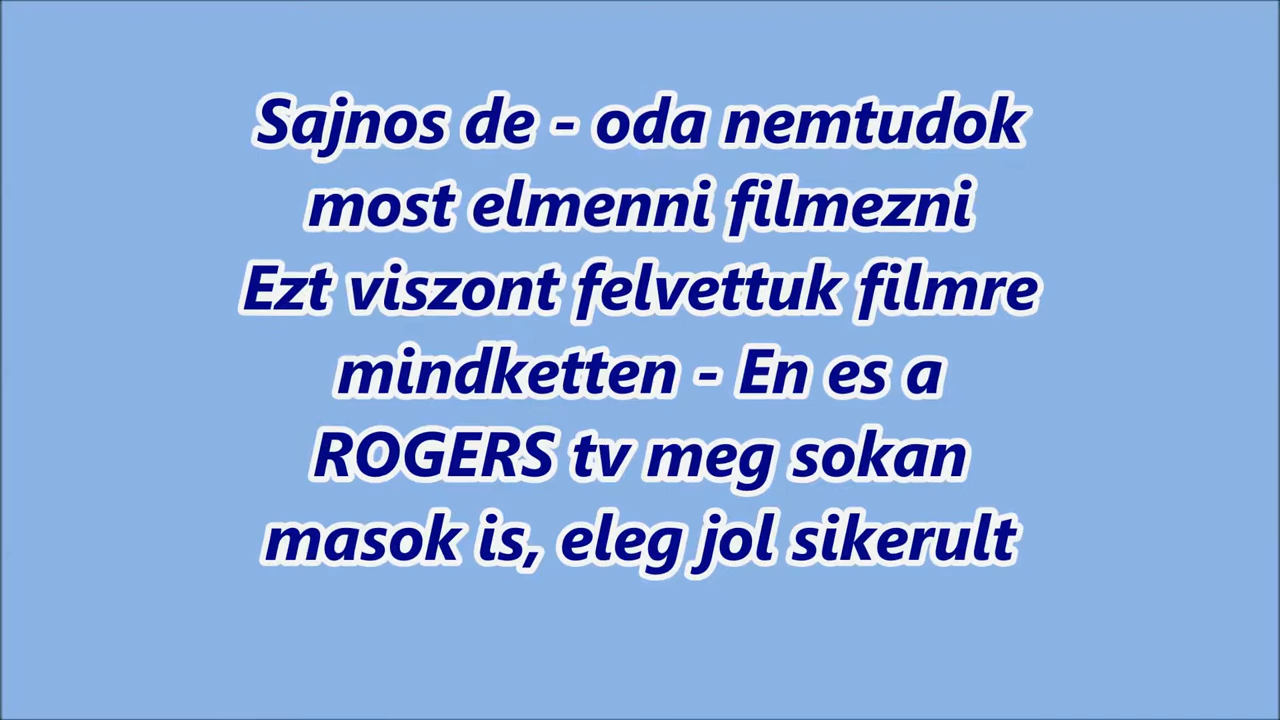 Sajnos de - oda nemtudok
most elmenni filmezni
Ezt viszont felvettuk filmre
mindketten - En es a
ROGERS tv meg sokan
masok is, eleg jol sikerult